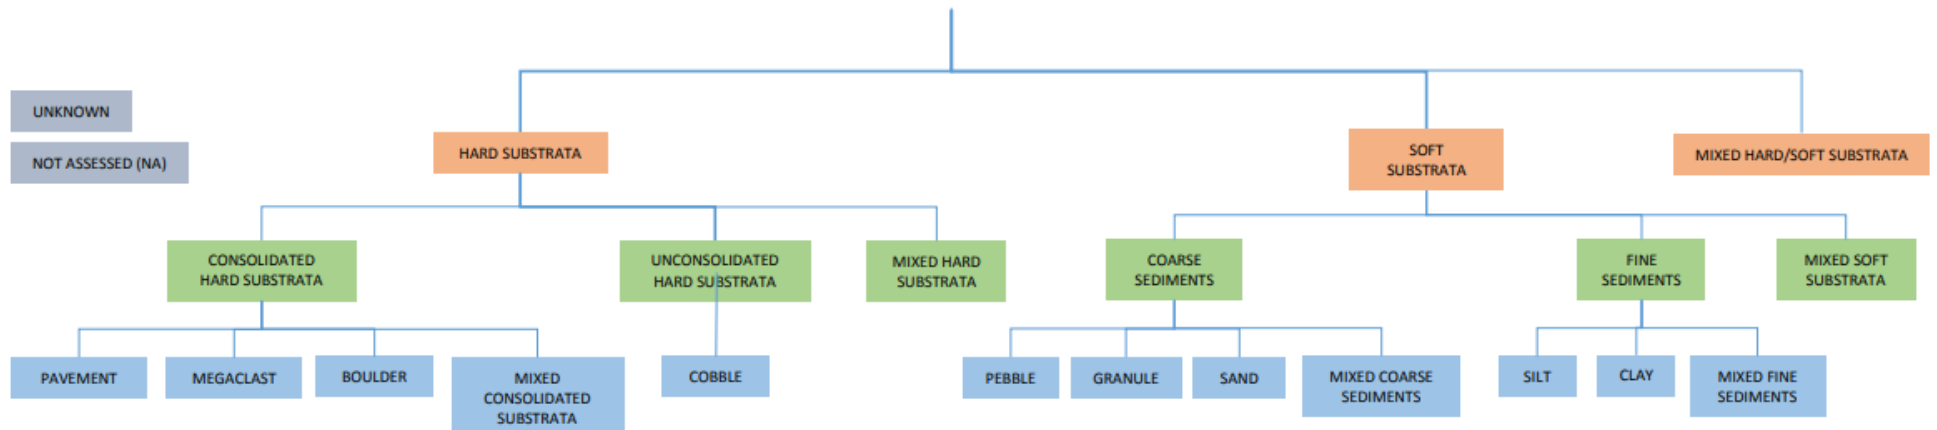 UNKNOWN
NOT ASSESSED (NA)
HARD SUBSTRATA
SOFT
SUBSTRATA
MIXED HARD/SOFT SUBSTRATA
CONSOLIDATED
HARD SUBSTRATA
UNCONSOLIDATED
HARD SUBSTRATA
MIXED HARD
SUBSTRATA
COARSE
SEDIMENTS
FINE
SEDIMENTS
MIXED SOFT
SUBSTRATA
PAVEMENT
MEGACLAST
BOULDER
MIXED
CONSOLIDATED
SUBSTRATA
COBBLE
PEBBLE
GRANULE
SAND
MIXED COARSE
SEDIMENTS
SILT
CLAY
MIXED FINE
SEDIMENTS